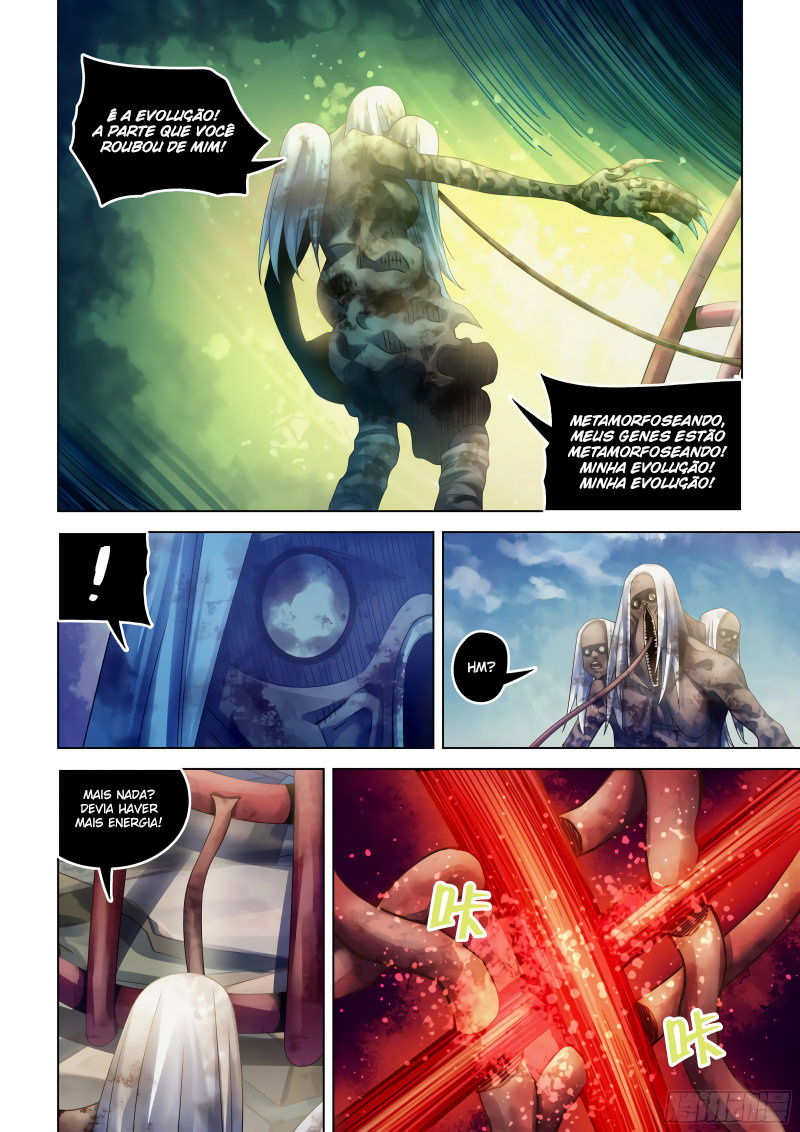 É A EVOLUÇÃO!
A PARTE QUE VOCÊ
ROUBOU DE MIM!
METAMORFOSEANDO,
MEUS GENES ESTÃO
METAMORFOSEANDO!
MINHA EVOLUÇÃO!
MINHA EVOLUÇÃO!
!
HM?
MAIS NADA?
DEVIA HAVER
MAIS ENERGIA!
咔
咔